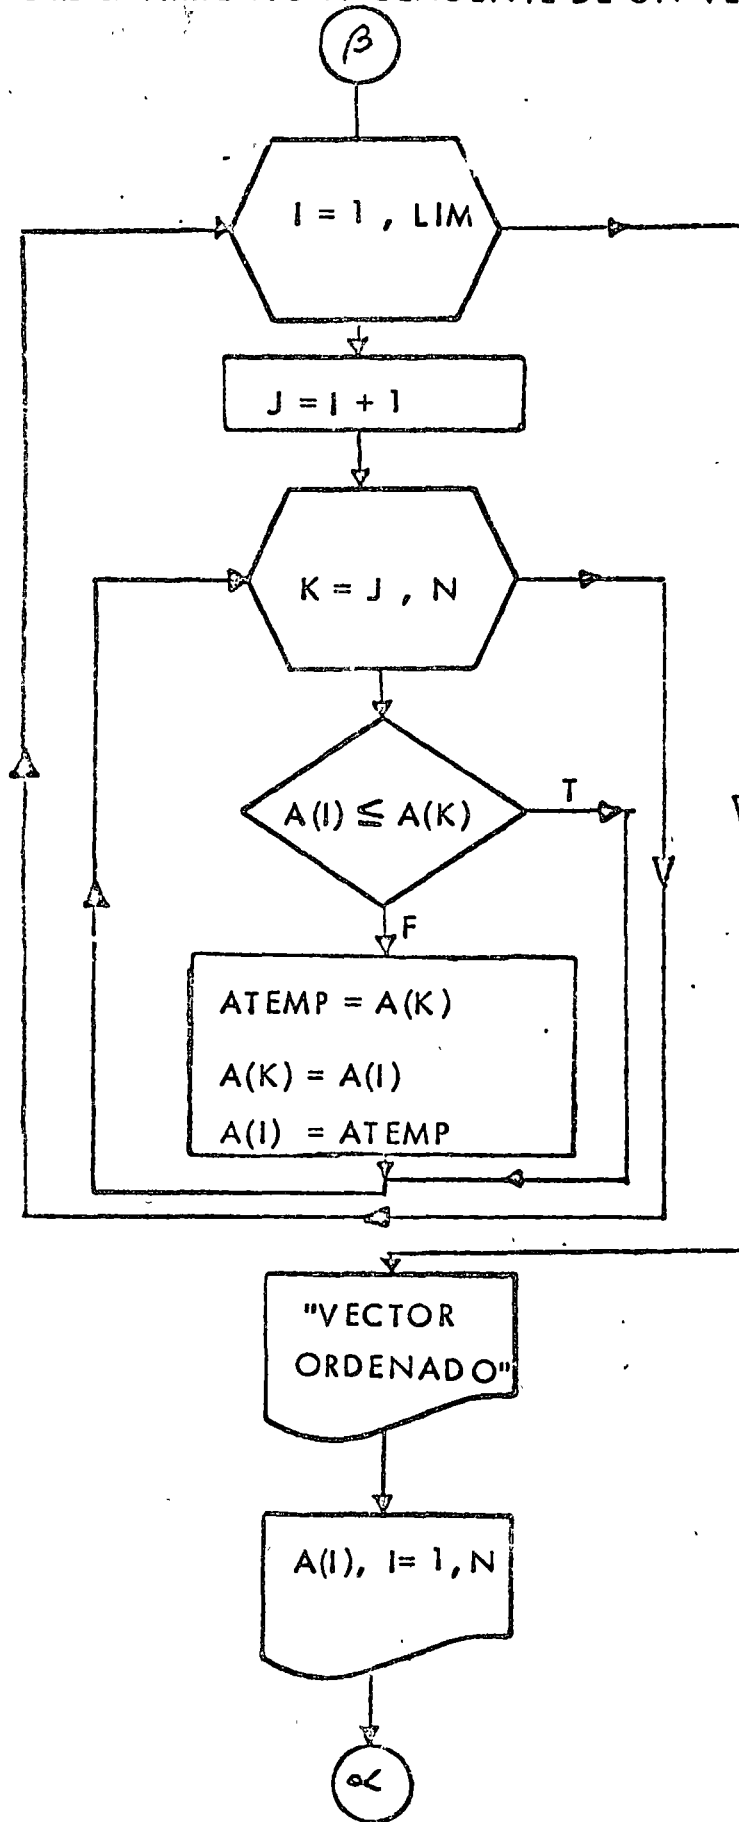 β
I = 1 , LIM
J = I + 1
K = J , N
A(I) ≤ A(K)
T
F
ATEMP = A(K)
A(K) = A(I)
A(I) = ATEMP
"VECTOR
ORDENADO"
A(I), I= 1, N
α